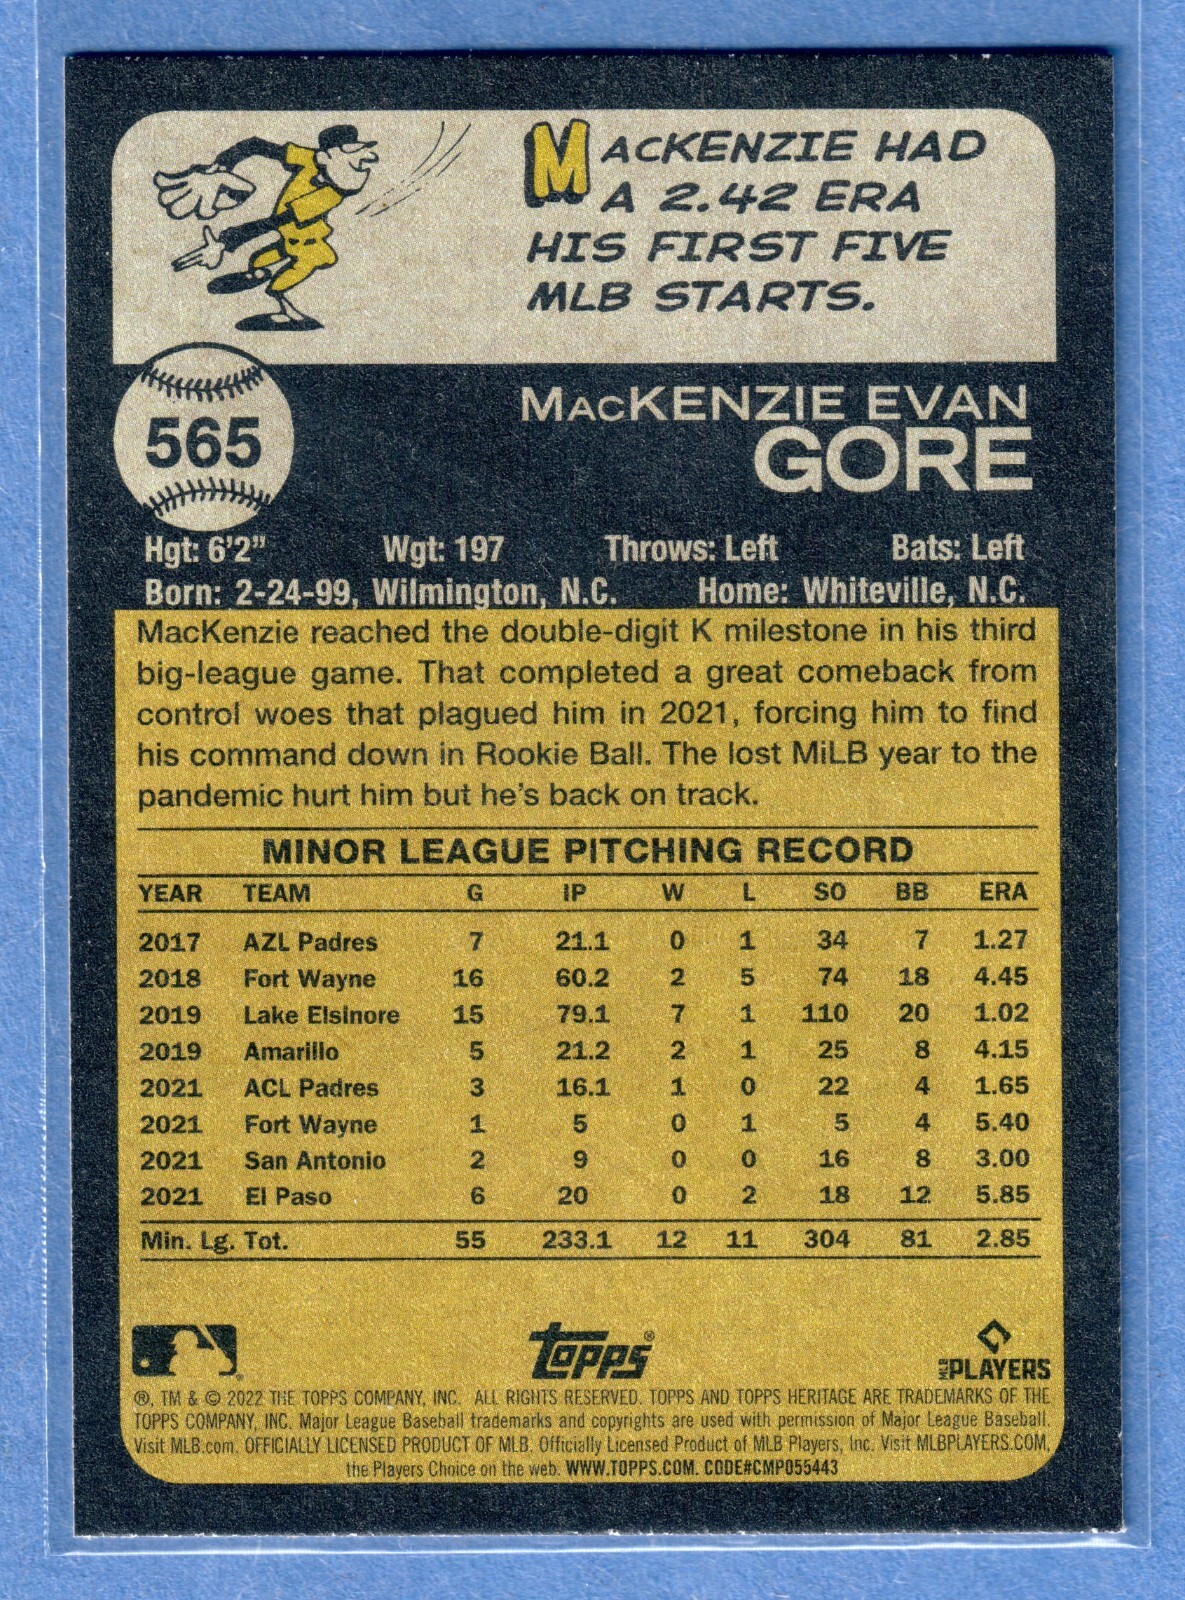 MACKENZIE HAD
A 2.42 ERA
HIS FIRST FIVE
MLB STARTS.
565
MACKENZIE EVAN
GORE
Hgt: 6'2" Wgt: 197 Throws: Left Bats: Left
Born: 2-24-99, Wilmington, N.C. Home: Whiteville, N.C.
MacKenzie reached the double-digit K milestone in his third
big-league game. That completed a great comeback from
control woes that plagued him in 2021, forcing him to find
his command down in Rookie Ball. The lost MiLB year to the
pandemic hurt him but he's back on track.
MINOR LEAGUE PITCHING RECORD
YEAR TEAM G IP W L SO BB ERA
2017 AZL Padres 7 21.1 0 1 34 7 1.27
2018 Fort Wayne 16 60.2 2 5 74 18 4.45
2019 Lake Elsinore 15 79.1 7 1 110 20 1.02
2019 Amarillo 5 21.2 2 1 25 8 4.15
2021 ACL Padres 3 16.1 1 0 22 4 1.65
2021 Fort Wayne 1 5 0 1 5 4 5.40
2021 San Antonio 2 9 0 0 16 8 3.00
2021 El Paso 6 20 0 2 18 12 5.85
Min. Lg. Tot. 55 233.1 12 11 304 81 2.85
Topps® MLB PLAYERS
®, TM & © 2022 THE TOPPS COMPANY, INC. ALL RIGHTS RESERVED. TOPPS AND TOPPS HERITAGE ARE TRADEMARKS OF THE
TOPPS COMPANY, INC. Major League Baseball trademarks and copyrights are used with permission of Major League Baseball.
Visit MLB.com. OFFICIALLY LICENSED PRODUCT OF MLB. Officially Licensed Product of MLB Players, Inc. Visit MLBPLAYERS.COM,
the Players Choice on the web. WWW.TOPPS.COM. CODE#CMP055443